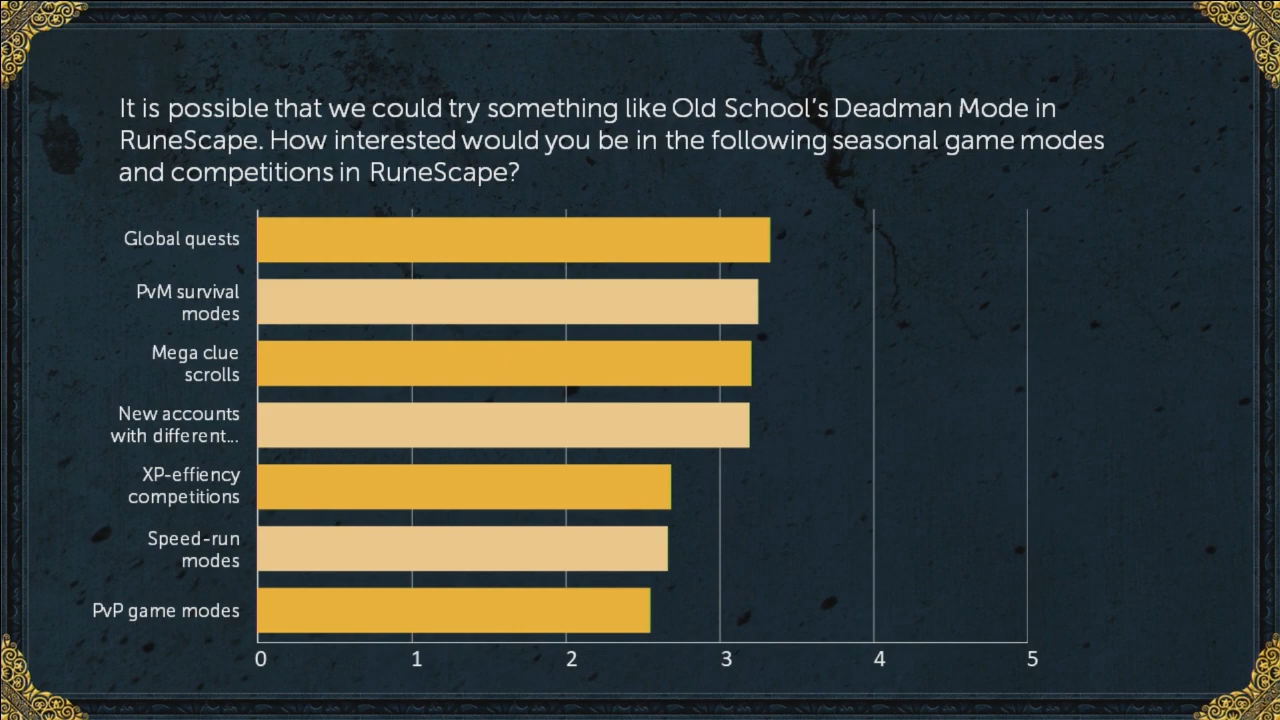 It is possible that we could try something like Old School's Deadman Mode in
RuneScape. How interested would you be in the following seasonal game modes
and competitions in RuneScape?
Global quests
PvM survival
modes
Mega clue
scrolls
New accounts
with different...
XP-effiency
competitions
Speed-run
modes
PvP game modes
0 1 2 3 4 5